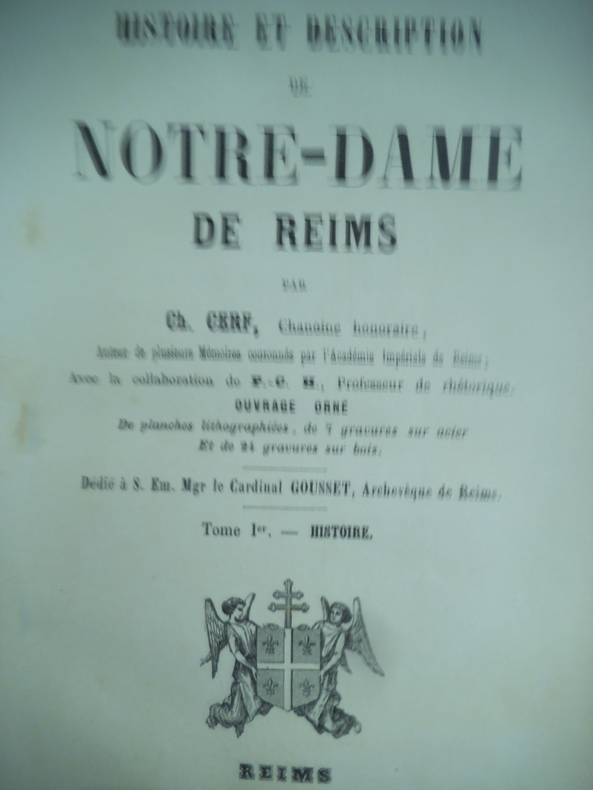 HISTOIRE ET DESCRIPTION
DE
NOTRE-DAME
DE REIMS
PAR
Ch. CERF, Chanoine honoraire,
Auteur de plusieurs Mémoires couronnés par l'Académie Impériale de Reims;
Avec la collaboration de P.-C. H., Professeur de rhétorique.
OUVRAGE ORNÉ
De planches lithographiées, de 7 gravures sur acier
Et de 24 gravures sur bois.
Dédié à S. Em. Mgr le Cardinal GOUSSET, Archevêque de Reims.
Tome Ier. — HISTOIRE.
REIMS